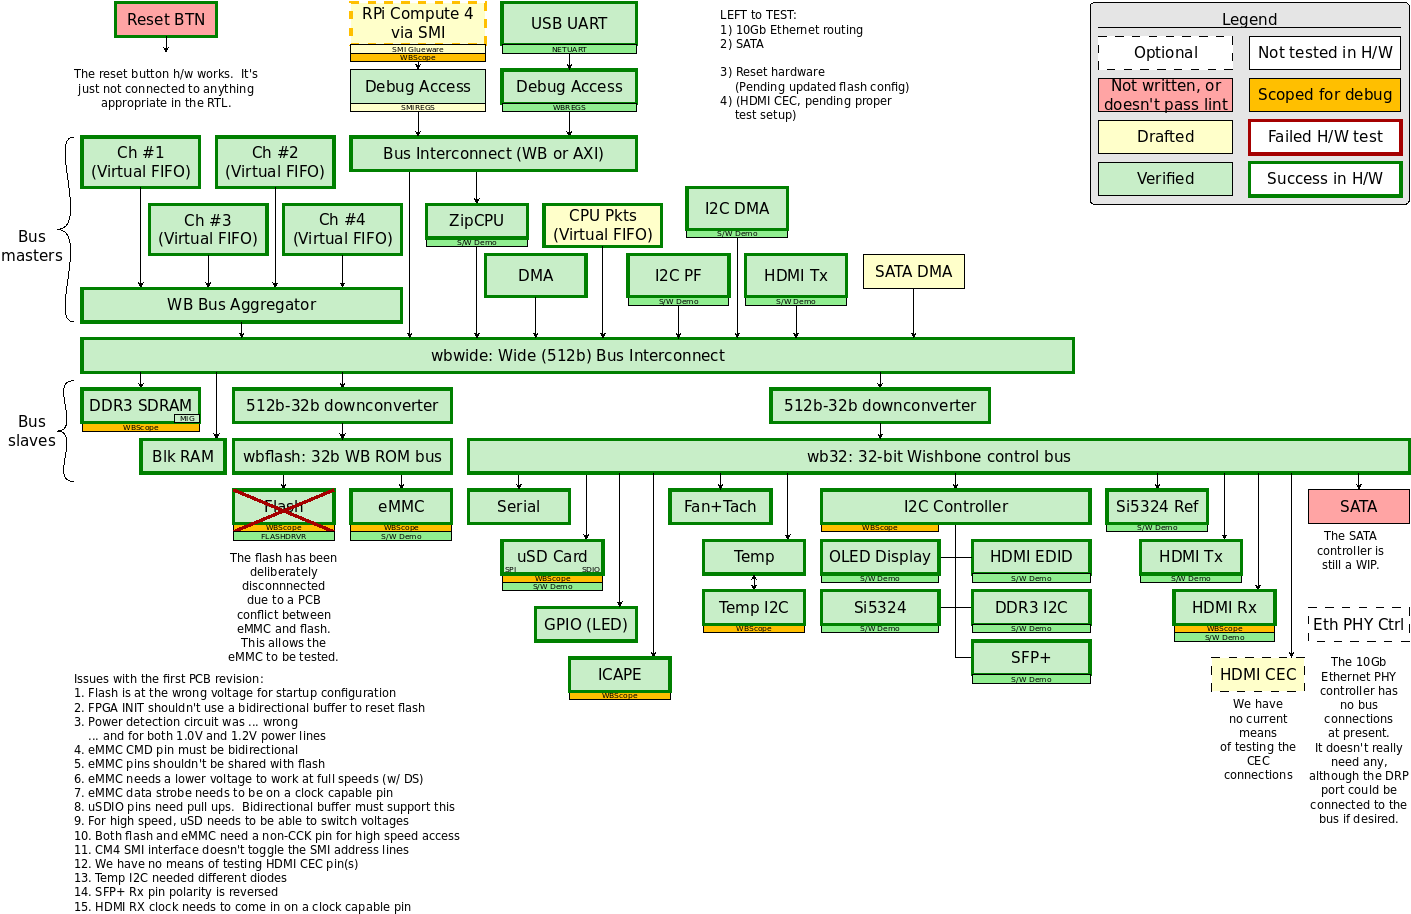 Reset BTN
The reset button h/w works.  It's
just not connected to anything
appropriate in the RTL.
RPi Compute 4
via SMI
SMI Glueware
WBScope
Debug Access
SMIREGS
USB UART
NETUART
Debug Access
WBREGS
LEFT to TEST:
1) 10Gb Ethernet routing
2) SATA
3) Reset hardware
(Pending updated flash config)
4) (HDMI CEC, pending proper
test setup)
Legend
Optional
Not tested in H/W
Not written, or
doesn't pass lint
Scoped for debug
Drafted
Failed H/W test
Verified
Success in H/W
Bus
masters
Ch #1
(Virtual FIFO)
Ch #2
(Virtual FIFO)
Ch #3
(Virtual FIFO)
Ch #4
(Virtual FIFO)
WB Bus Aggregator
Bus Interconnect (WB or AXI)
ZipCPU
S/W Demo
DMA
CPU Pkts
(Virtual FIFO)
I2C PF
S/W Demo
I2C DMA
S/W Demo
HDMI Tx
S/W Demo
SATA DMA
wbwide: Wide (512b) Bus Interconnect
Bus
slaves
DDR3 SDRAM
MIG
WBScope
Blk RAM
512b-32b downconverter
wbflash: 32b WB ROM bus
512b-32b downconverter
wb32: 32-bit Wishbone control bus
Flash
WBScope
FLASHDRVR
The flash has been
deliberately
disconnnected
due to a PCB
conflict between
eMMC and flash.
This allows the
eMMC to be tested.
eMMC
WBScope
S/W Demo
Serial
uSD Card
SPI
SDIO
WBScope
S/W Demo
GPIO (LED)
ICAPE
WBScope
Fan+Tach
Temp
Temp I2C
WBScope
I2C Controller
WBScope
OLED Display
S/W Demo
HDMI EDID
S/W Demo
Si5324
S/W Demo
DDR3 I2C
S/W Demo
SFP+
S/W Demo
Si5324 Ref
S/W Demo
HDMI Tx
S/W Demo
HDMI Rx
WBScope
S/W Demo
HDMI CEC
We have
no current
means
of testing the
CEC
connections
SATA
The SATA
controller is
still a WIP.
Eth PHY Ctrl
The 10Gb
Ethernet PHY
controller has
no bus
connections
at present.
It doesn't really
need any,
although the DRP
port could be
connected to the
bus if desired.
Issues with the first PCB revision:
1. Flash is at the wrong voltage for startup configuration
2. FPGA INIT shouldn't use a bidirectional buffer to reset flash
3. Power detection circuit was ... wrong
... and for both 1.0V and 1.2V power lines
4. eMMC CMD pin must be bidirectional
5. eMMC pins shouldn't be shared with flash
6. eMMC needs a lower voltage to work at full speeds (w/ DS)
7. eMMC data strobe needs to be on a clock capable pin
8. uSDIO pins need pull ups.  Bidirectional buffer must support this
9. For high speed, uSD needs to be able to switch voltages
10. Both flash and eMMC need a non-CCK pin for high speed access
11. CM4 SMI interface doesn't toggle the SMI address lines
12. We have no means of testing HDMI CEC pin(s)
13. Temp I2C needed different diodes
14. SFP+ Rx pin polarity is reversed
15. HDMI RX clock needs to come in on a clock capable pin